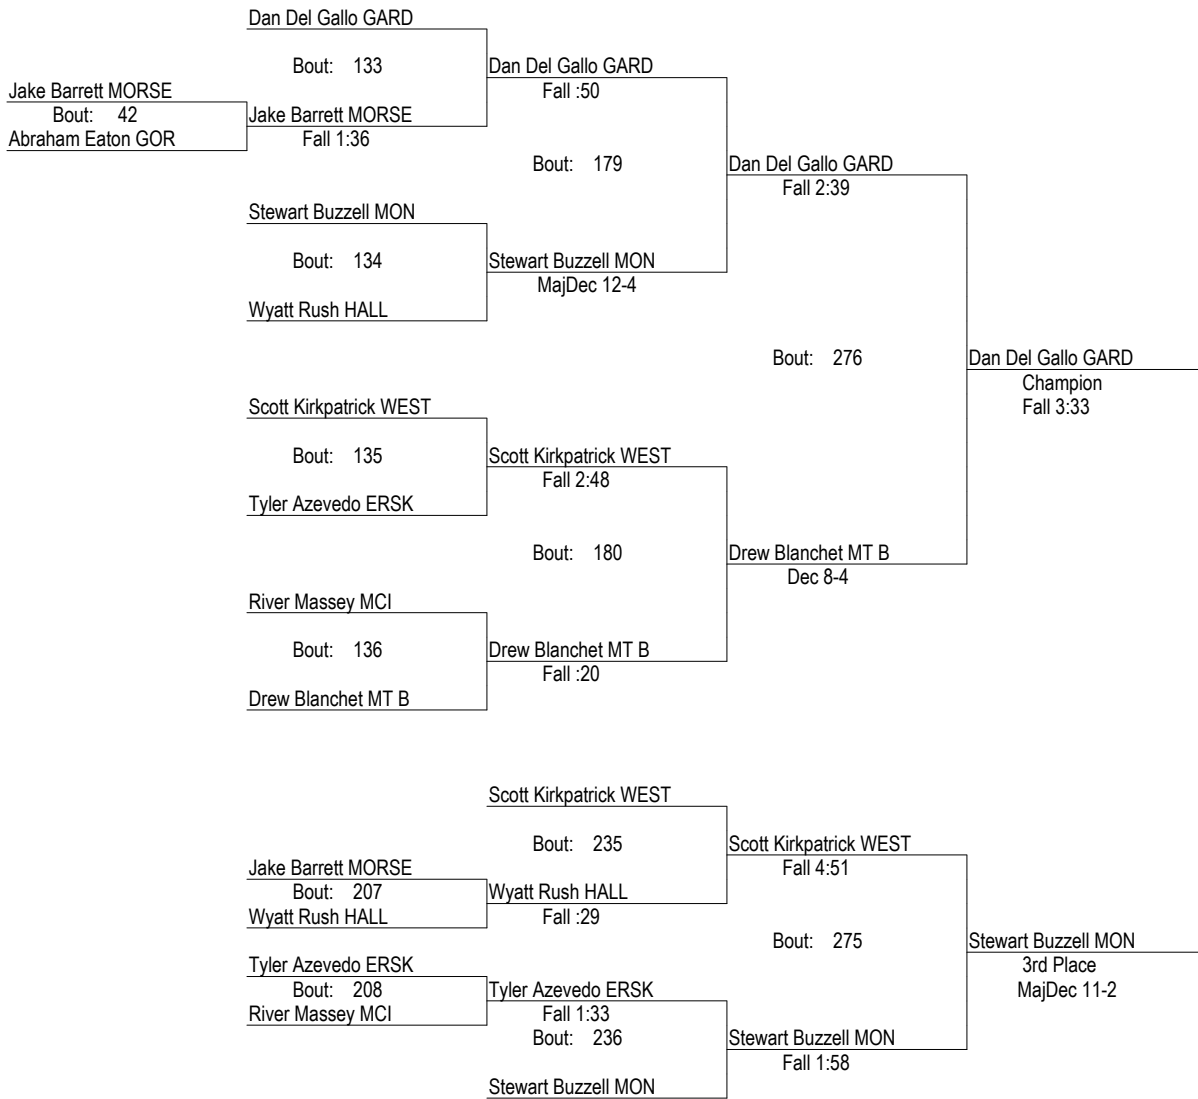 Dan Del Gallo GARD
Bout: 133
Dan Del Gallo GARD
Fall :50
Jake Barrett MORSE
Bout: 42
Abraham Eaton GOR
Jake Barrett MORSE
Fall 1:36
Bout: 179
Dan Del Gallo GARD
Fall 2:39
Stewart Buzzell MON
Bout: 134
Stewart Buzzell MON
MajDec 12-4
Wyatt Rush HALL
Bout: 276
Dan Del Gallo GARD
Champion
Fall 3:33
Scott Kirkpatrick WEST
Bout: 135
Scott Kirkpatrick WEST
Fall 2:48
Tyler Azevedo ERSK
Bout: 180
Drew Blanchet MT B
Dec 8-4
River Massey MCI
Bout: 136
Drew Blanchet MT B
Fall :20
Drew Blanchet MT B
Scott Kirkpatrick WEST
Bout: 235
Scott Kirkpatrick WEST
Fall 4:51
Jake Barrett MORSE
Bout: 207
Wyatt Rush HALL
Wyatt Rush HALL
Fall :29
Bout: 275
Stewart Buzzell MON
3rd Place
MajDec 11-2
Tyler Azevedo ERSK
Bout: 208
River Massey MCI
Tyler Azevedo ERSK
Fall 1:33
Bout: 236
Stewart Buzzell MON
Fall 1:58
Stewart Buzzell MON